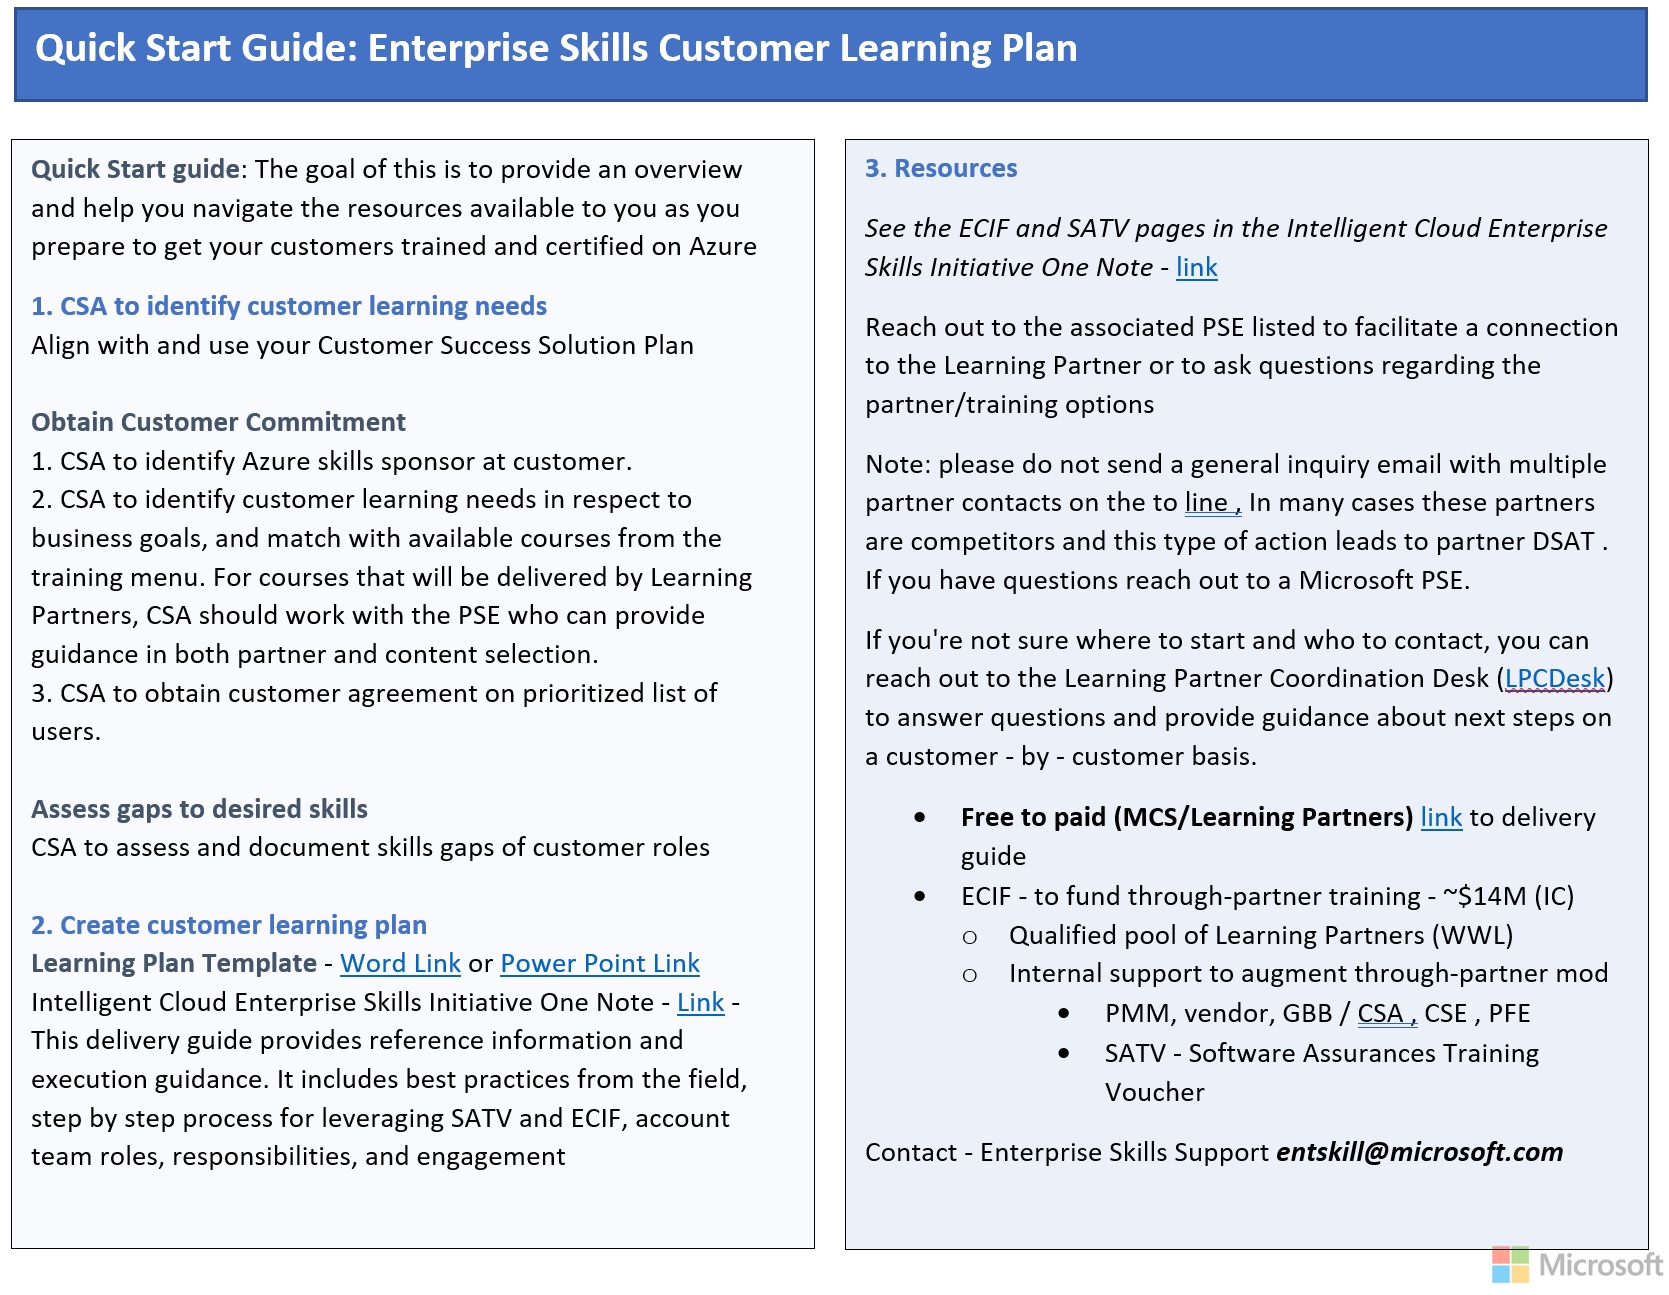 Quick Start Guide: Enterprise Skills Customer Learning Plan
Quick Start guide: The goal of this is to provide an overview
and help you navigate the resources available to you as you
prepare to get your customers trained and certified on Azure
1. CSA to identify customer learning needs
Align with and use your Customer Success Solution Plan
Obtain Customer Commitment
1. CSA to identify Azure skills sponsor at customer.
2. CSA to identify customer learning needs in respect to
business goals, and match with available courses from the
training menu. For courses that will be delivered by Learning
Partners, CSA should work with the PSE who can provide
guidance in both partner and content selection.
3. CSA to obtain customer agreement on prioritized list of
users.
Assess gaps to desired skills
CSA to assess and document skills gaps of customer roles
2. Create customer learning plan
Learning Plan Template - Word Link or Power Point Link
Intelligent Cloud Enterprise Skills Initiative One Note - Link -
This delivery guide provides reference information and
execution guidance. It includes best practices from the field,
step by step process for leveraging SATV and ECIF, account
team roles, responsibilities, and engagement
3. Resources
See the ECIF and SATV pages in the Intelligent Cloud Enterprise
Skills Initiative One Note - link
Reach out to the associated PSE listed to facilitate a connection
to the Learning Partner or to ask questions regarding the
partner/training options
Note: please do not send a general inquiry email with multiple
partner contacts on the to line , In many cases these partners
are competitors and this type of action leads to partner DSAT .
If you have questions reach out to a Microsoft PSE.
If you're not sure where to start and who to contact, you can
reach out to the Learning Partner Coordination Desk (LPCDesk)
to answer questions and provide guidance about next steps on
a customer - by - customer basis.
• Free to paid (MCS/Learning Partners) link to delivery
guide
• ECIF - to fund through-partner training - ~$14M (IC)
o Qualified pool of Learning Partners (WWL)
o Internal support to augment through-partner mod
• PMM, vendor, GBB / CSA , CSE , PFE
• SATV - Software Assurances Training
Voucher
Contact - Enterprise Skills Support entskill@microsoft.com
Microsoft